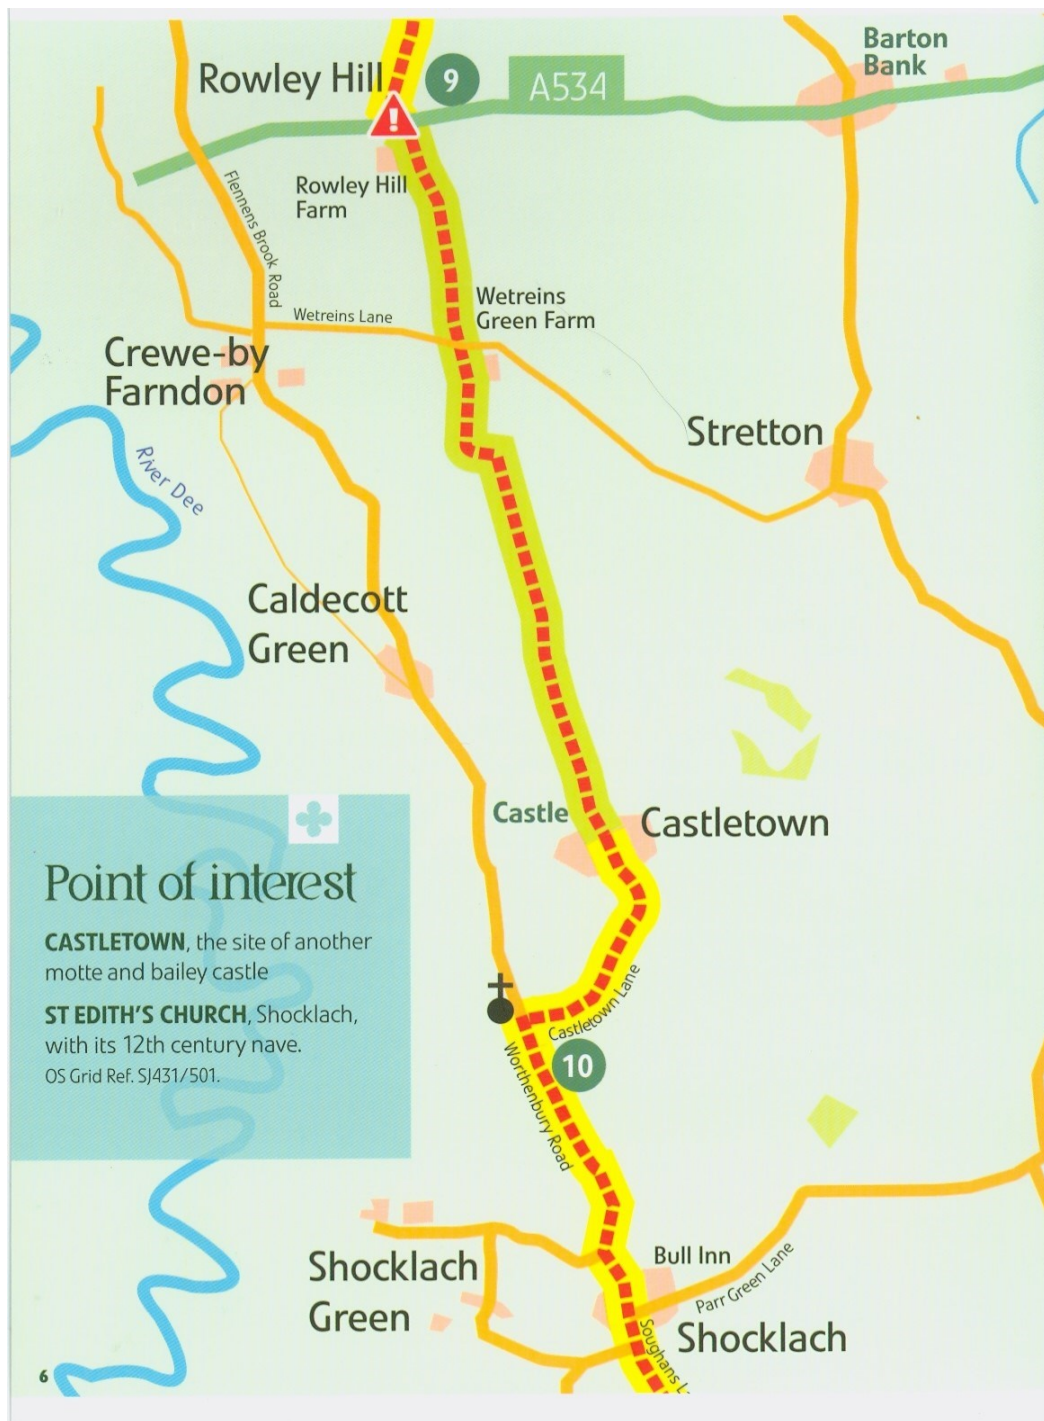 Rowley Hill
9
A534
Barton
Bank
Rowley Hill
Farm
Flennens Brook Road
Wetreins Lane
Wetreins
Green Farm
Crewe-by
Farndon
Stretton
River Dee
Caldecott
Green
Castle
Castletown
Point of interest
CASTLETOWN, the site of another
motte and bailey castle
ST EDITH'S CHURCH, Shocklach,
with its 12th century nave.
OS Grid Ref. SJ431/501.
Castletown Lane
10
Worthenbury Road
Shocklach
Green
Bull Inn
Parr Green Lane
Shocklach
Soughans L
6